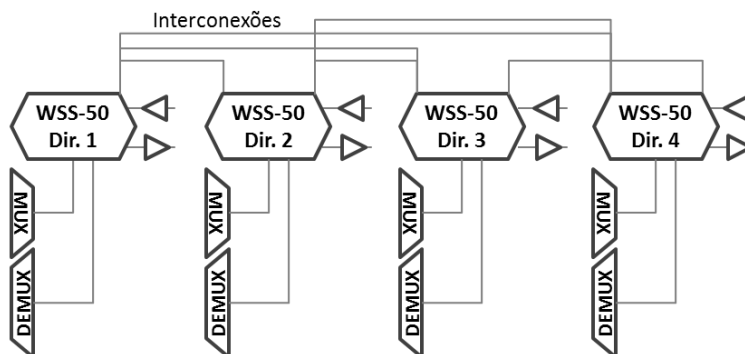 Interconexões
WSS-50
Dir. 1
WSS-50
Dir. 2
WSS-50
Dir. 3
WSS-50
Dir. 4
MUX
MUX
MUX
MUX
DEMUX
DEMUX
DEMUX
DEMUX